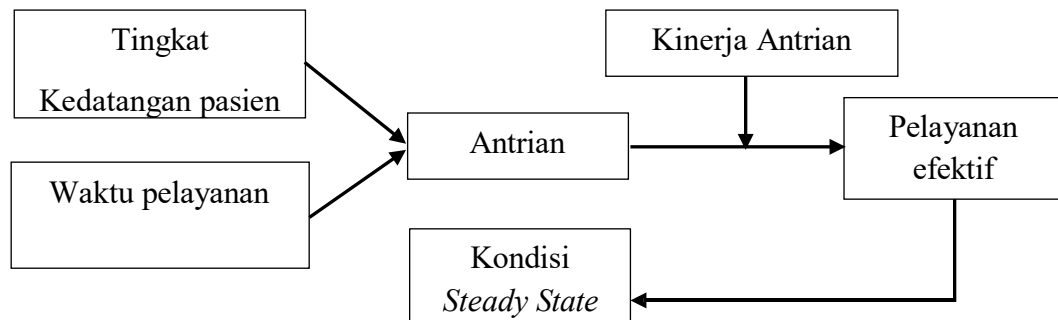 Tingkat
Kedatangan pasien
Waktu pelayanan
Antrian
Kinerja Antrian
Pelayanan
efektif
Kondisi
Steady State